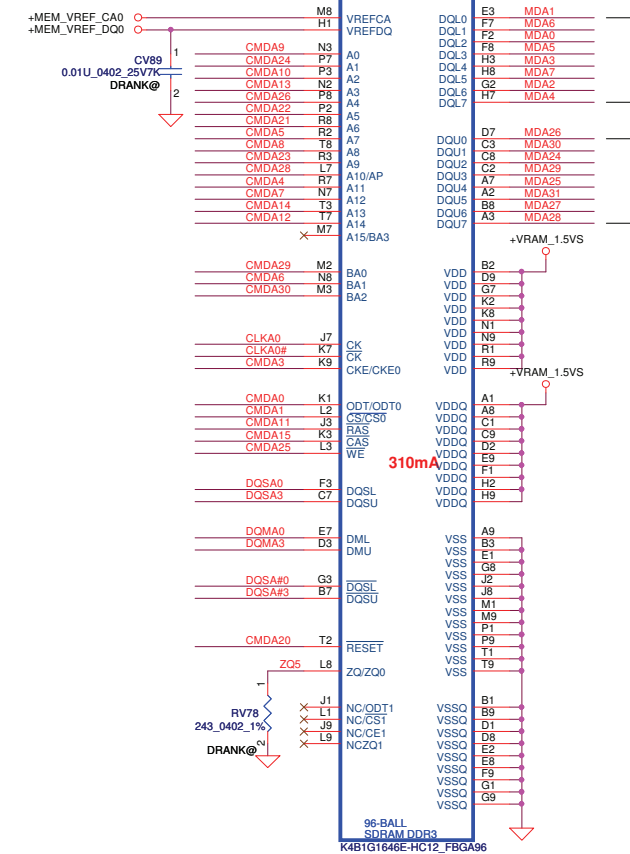 +MEM_VREF_CA0 M8 VREFCA
+MEM_VREF_DQ0 H1 VREFDQ
1
CV89
0.01U_0402_25V7K
DRANK@
2
CMDA9 N3 A0
CMDA24 P7 A1
CMDA10 P3 A2
CMDA13 N2 A3
CMDA26 P8 A4
CMDA22 P2 A5
CMDA21 R8 A6
CMDA5 R2 A7
CMDA8 T8 A8
CMDA23 R3 A9
CMDA28 L7 A10/AP
CMDA4 R7 A11
CMDA7 N7 A12
CMDA14 T3 A13
CMDA12 T7 A14
M7 A15/BA3
CMDA29 M2 BA0
CMDA6 N8 BA1
CMDA30 M3 BA2
CLKA0 J7 CK
CLKA0# K7 CK
CMDA3 K9 CKE/CKE0
CMDA0 K1 ODT/ODT0
CMDA1 L2 CS/CS0
CMDA11 J3 RAS
CMDA15 K3 CAS
CMDA25 L3 WE
310mA
DQSA0 F3 DQSL
DQSA3 C7 DQSU
DQMA0 E7 DML
DQMA3 D3 DMU
DQSA#0 G3 DQSL
DQSA#3 B7 DQSU
CMDA20 T2 RESET
ZQ5 L8 ZQ/ZQ0
1
RV78
243_0402_1%
DRANK@
2
J1 NC/ODT1
L1 NC/CS1
J9 NC/CE1
L9 NCZQ1
DQL0 E3 MDA1
DQL1 F7 MDA6
DQL2 F2 MDA0
DQL3 F8 MDA5
DQL4 H3 MDA3
DQL5 H8 MDA7
DQL6 G2 MDA2
DQL7 H7 MDA4
DQU0 D7 MDA26
DQU1 C3 MDA30
DQU2 C8 MDA24
DQU3 C2 MDA29
DQU4 A7 MDA25
DQU5 A2 MDA31
DQU6 B8 MDA27
DQU7 A3 MDA28
+VRAM_1.5VS
VDD B2
VDD D9
VDD G7
VDD K2
VDD K8
VDD N1
VDD N9
VDD R1
VDD R9
+VRAM_1.5VS
VDDQ A1
VDDQ A8
VDDQ C1
VDDQ C9
VDDQ D2
VDDQ E9
VDDQ F1
VDDQ H2
VDDQ H9
VSS A9
VSS B3
VSS E1
VSS G8
VSS J2
VSS J8
VSS M1
VSS M9
VSS P1
VSS P9
VSS T1
VSS T9
VSSQ B1
VSSQ B9
VSSQ D1
VSSQ D8
VSSQ E2
VSSQ E8
VSSQ F9
VSSQ G1
VSSQ G9
96-BALL
SDRAM DDR3
K4B1G1646E-HC12_FBGA96